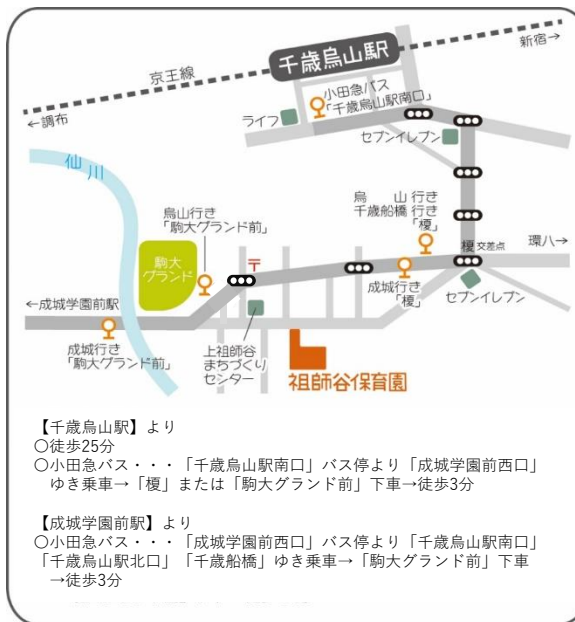 千歳烏山駅
新宿→
京王線
←調布
小田急バス
「千歳烏山駅南口」
ライフ
セブンイレブン
仙川
烏山行き
「駒大グランド前」
烏　山 行き
千歳船橋 行き
「榎」
駒大
グランド
〒
榎 交差点
環八→
成城行き
「榎」
セブンイレブン
←成城学園前駅
成城行き
「駒大グランド前」
上祖師谷
まちづくり
センター
祖師谷保育園
【千歳烏山駅】より
〇徒歩25分
〇小田急バス・・・「千歳烏山駅南口」バス停より「成城学園前西口」
ゆき乗車→「榎」または「駒大グランド前」下車→徒歩3分
【成城学園前駅】より
〇小田急バス・・・「成城学園前西口」バス停より「千歳烏山駅南口」
「千歳烏山駅北口」「千歳船橋」ゆき乗車→「駒大グランド前」下車
→徒歩3分